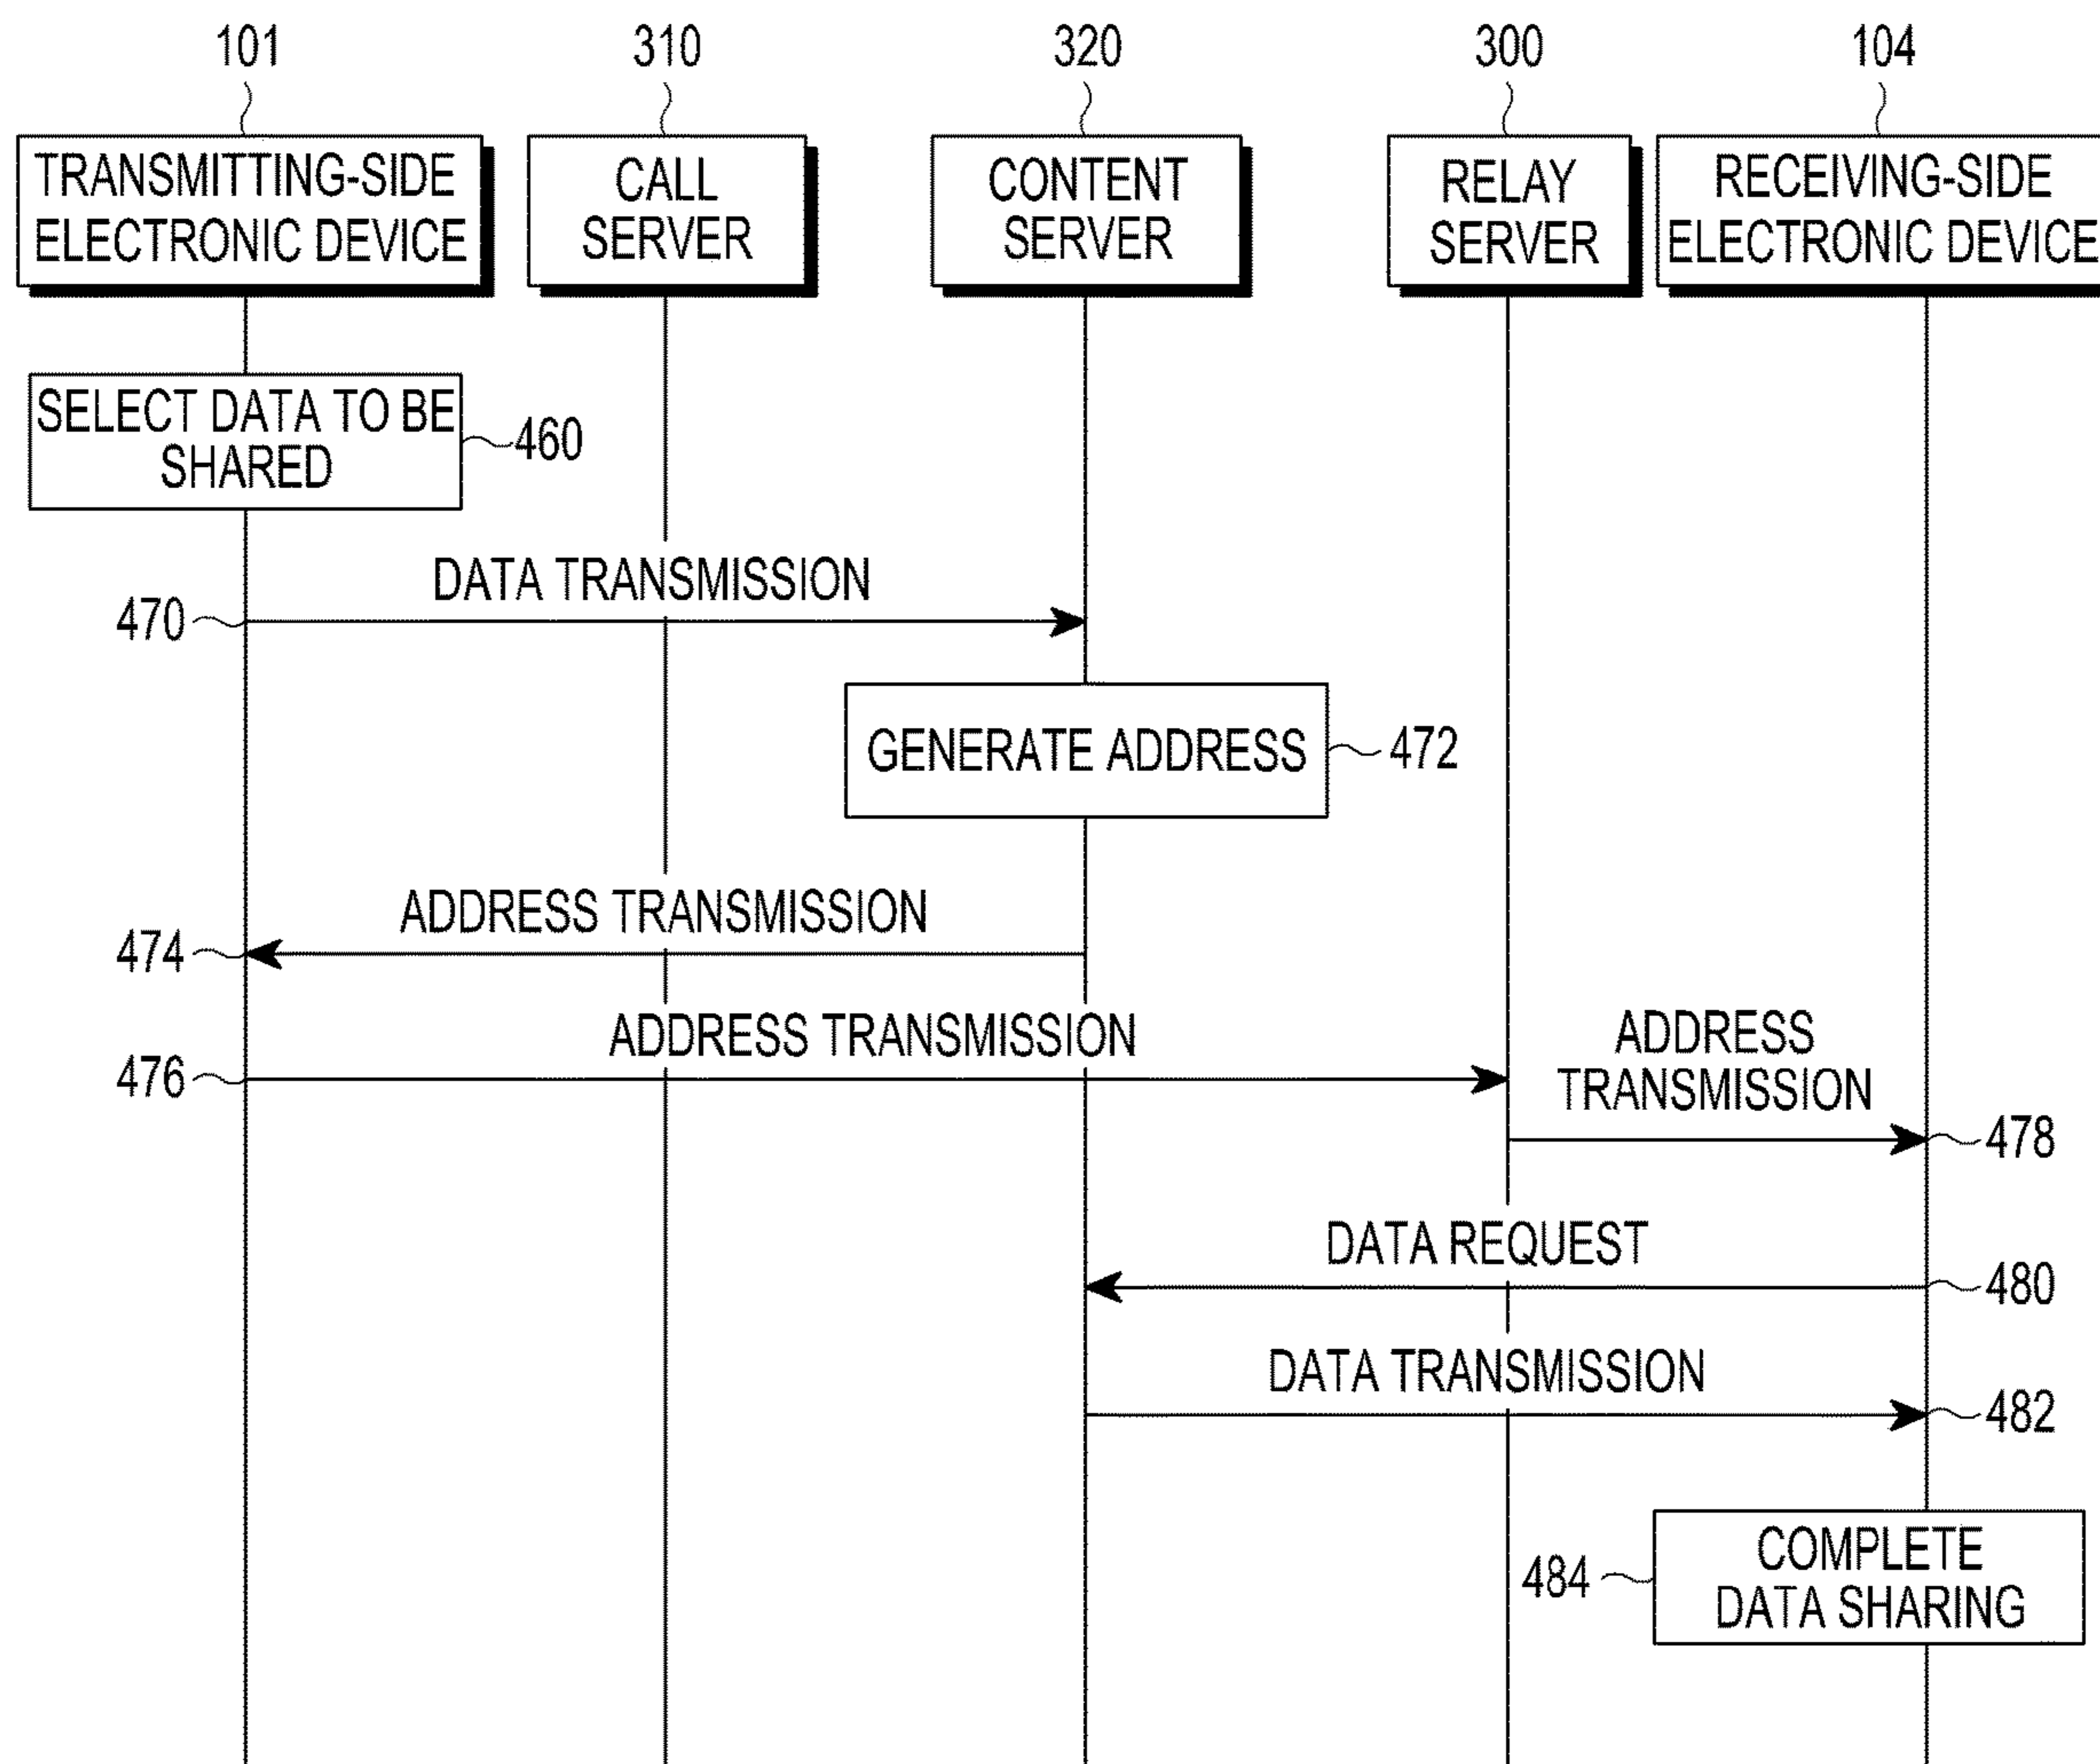 101
310
320
300
104
TRANSMITTING-SIDE
ELECTRONIC DEVICE
CALL
SERVER
CONTENT
SERVER
RELAY
SERVER
RECEIVING-SIDE
ELECTRONIC DEVICE
SELECT DATA TO BE
SHARED
460
DATA TRANSMISSION
470
GENERATE ADDRESS
472
ADDRESS TRANSMISSION
474
ADDRESS TRANSMISSION
476
ADDRESS
TRANSMISSION
478
DATA REQUEST
480
DATA TRANSMISSION
482
COMPLETE
DATA SHARING
484